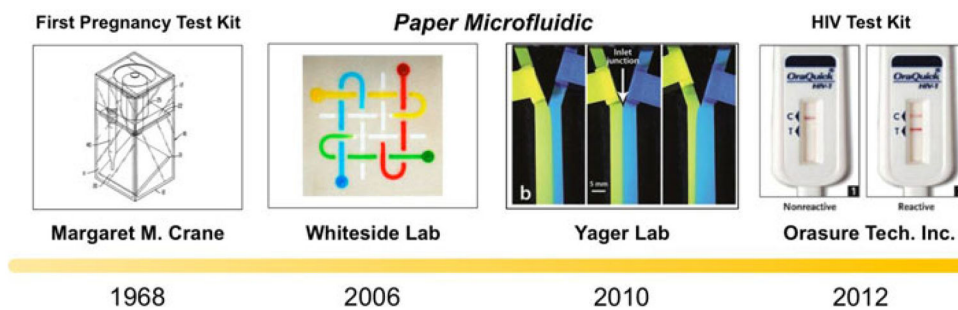 First Pregnancy Test Kit
Paper Microfluidic
HIV Test Kit
Inlet
junction
b
5 mm
OraQuick
HIV-1
C
T
1
Nonreactive
OraQuick
HIV-1
C
T
Reactive
Margaret M. Crane
Whiteside Lab
Yager Lab
Orasure Tech. Inc.
1968
2006
2010
2012